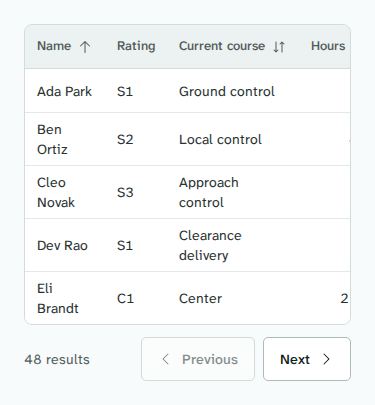 Name Rating Current course Hours
Ada Park S1 Ground control
Ben Ortiz S2 Local control
Cleo Novak S3 Approach control
Dev Rao S1 Clearance delivery
Eli Brandt C1 Center 2
48 results Previous Next